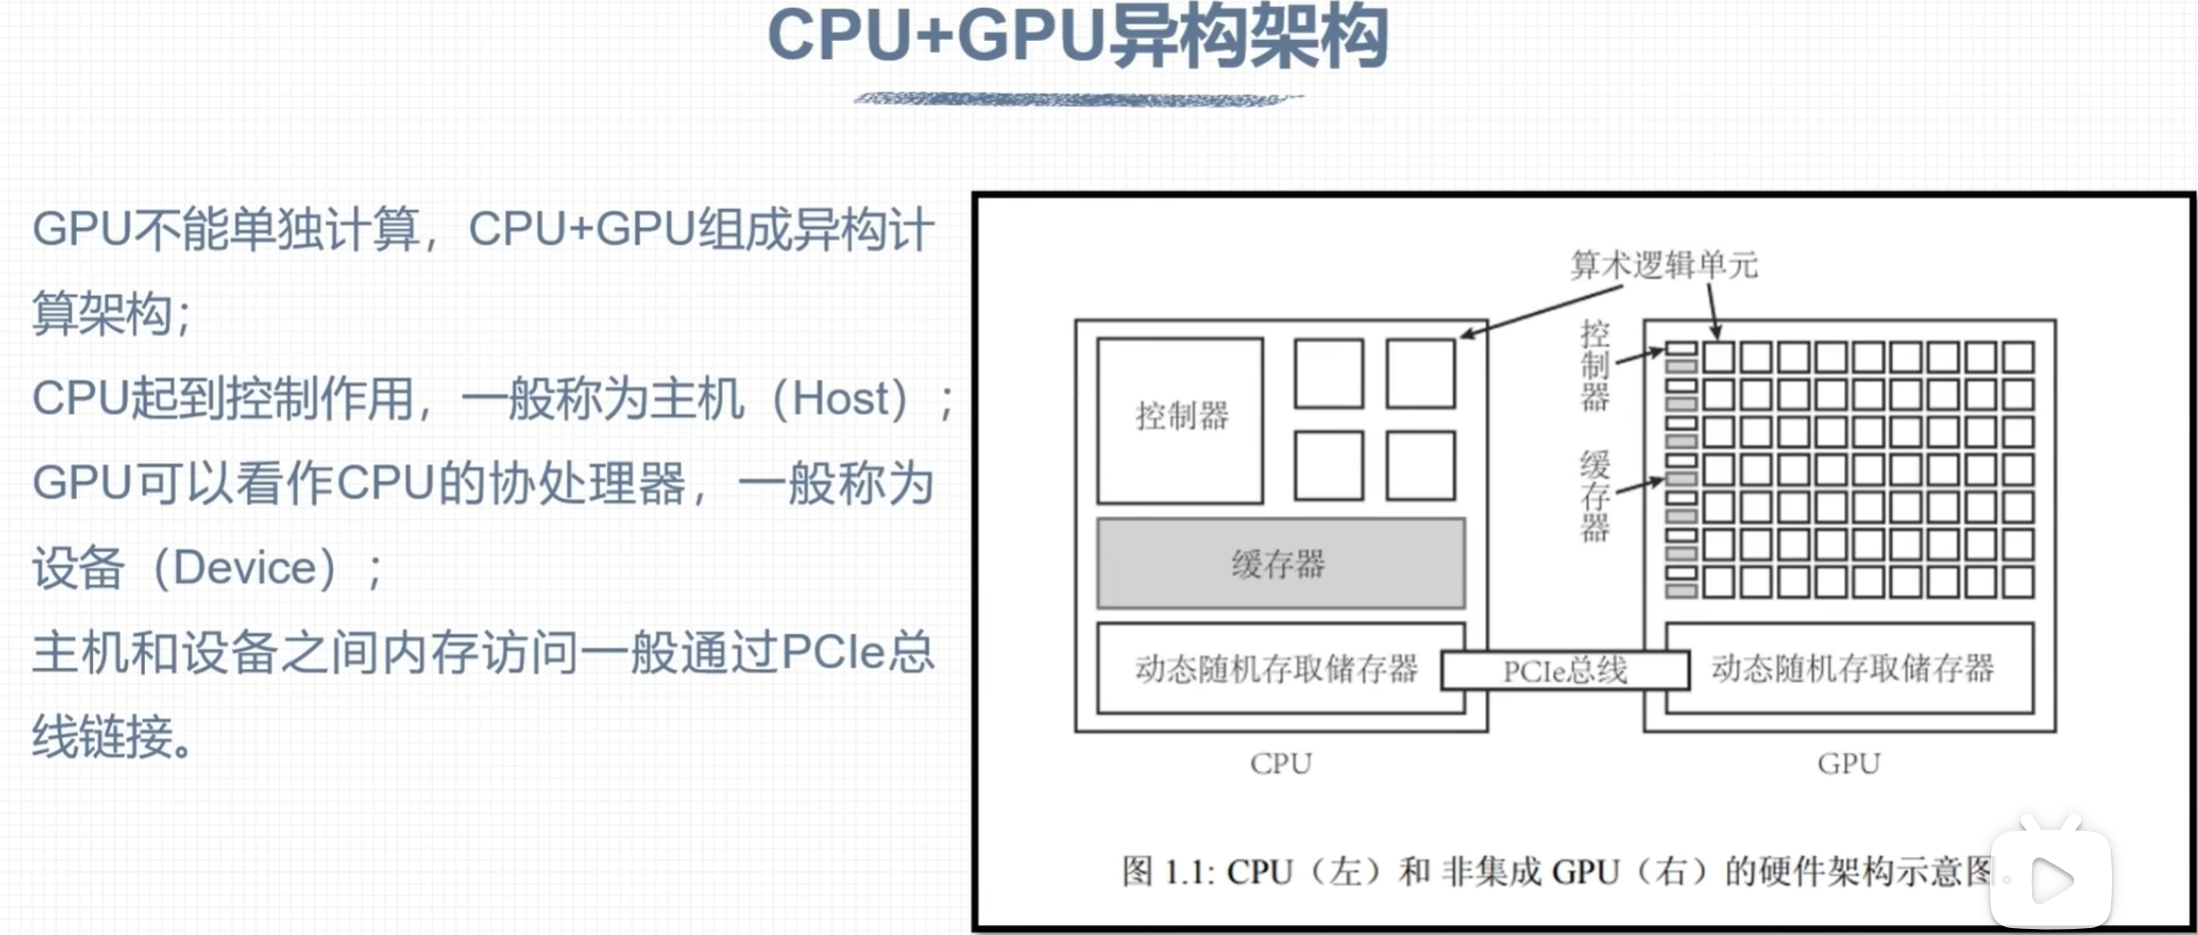 CPU+GPU异构架构
GPU不能单独计算，CPU+GPU组成异构计
算架构；
CPU起到控制作用，一般称为主机（Host）；
GPU可以看作CPU的协处理器，一般称为
设备（Device）；
主机和设备之间内存访问一般通过PCIe总
线链接。
算术逻辑单元
控制器
缓存器
动态随机存取储存器
CPU
PCIe总线
控制器
缓存器
动态随机存取储存器
GPU
图 1.1: CPU（左）和 非集成 GPU（右）的硬件架构示意图。